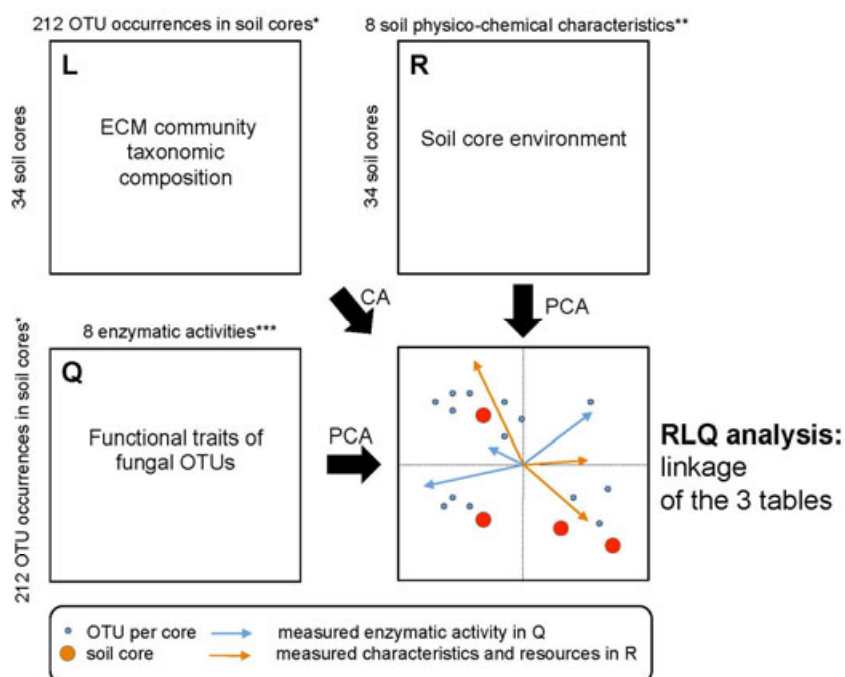 212 OTU occurrences in soil cores*
8 soil physico-chemical characteristics**
34 soil cores
L
ECM community
taxonomic
composition
34 soil cores
R
Soil core environment
CA
PCA
8 enzymatic activities***
212 OTU occurrences in soil cores*
Q
Functional traits of
fungal OTUs
PCA
RLQ analysis:
linkage
of the 3 tables
OTU per core
measured enzymatic activity in Q
soil core
measured characteristics and resources in R